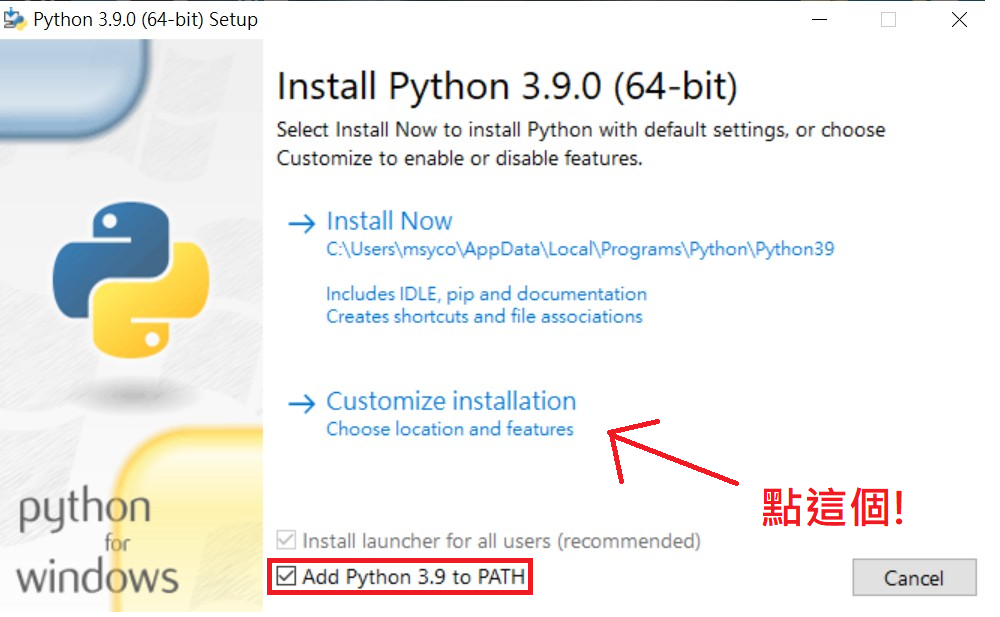 Python 3.9.0 (64-bit) Setup
Install Python 3.9.0 (64-bit)
Select Install Now to install Python with default settings, or choose
Customize to enable or disable features.
Install Now
C:\Users\msyco\AppData\Local\Programs\Python\Python39
Includes IDLE, pip and documentation
Creates shortcuts and file associations
Customize installation
Choose location and features
點這個!
Install launcher for all users (recommended)
Add Python 3.9 to PATH
Cancel
python
for
windows